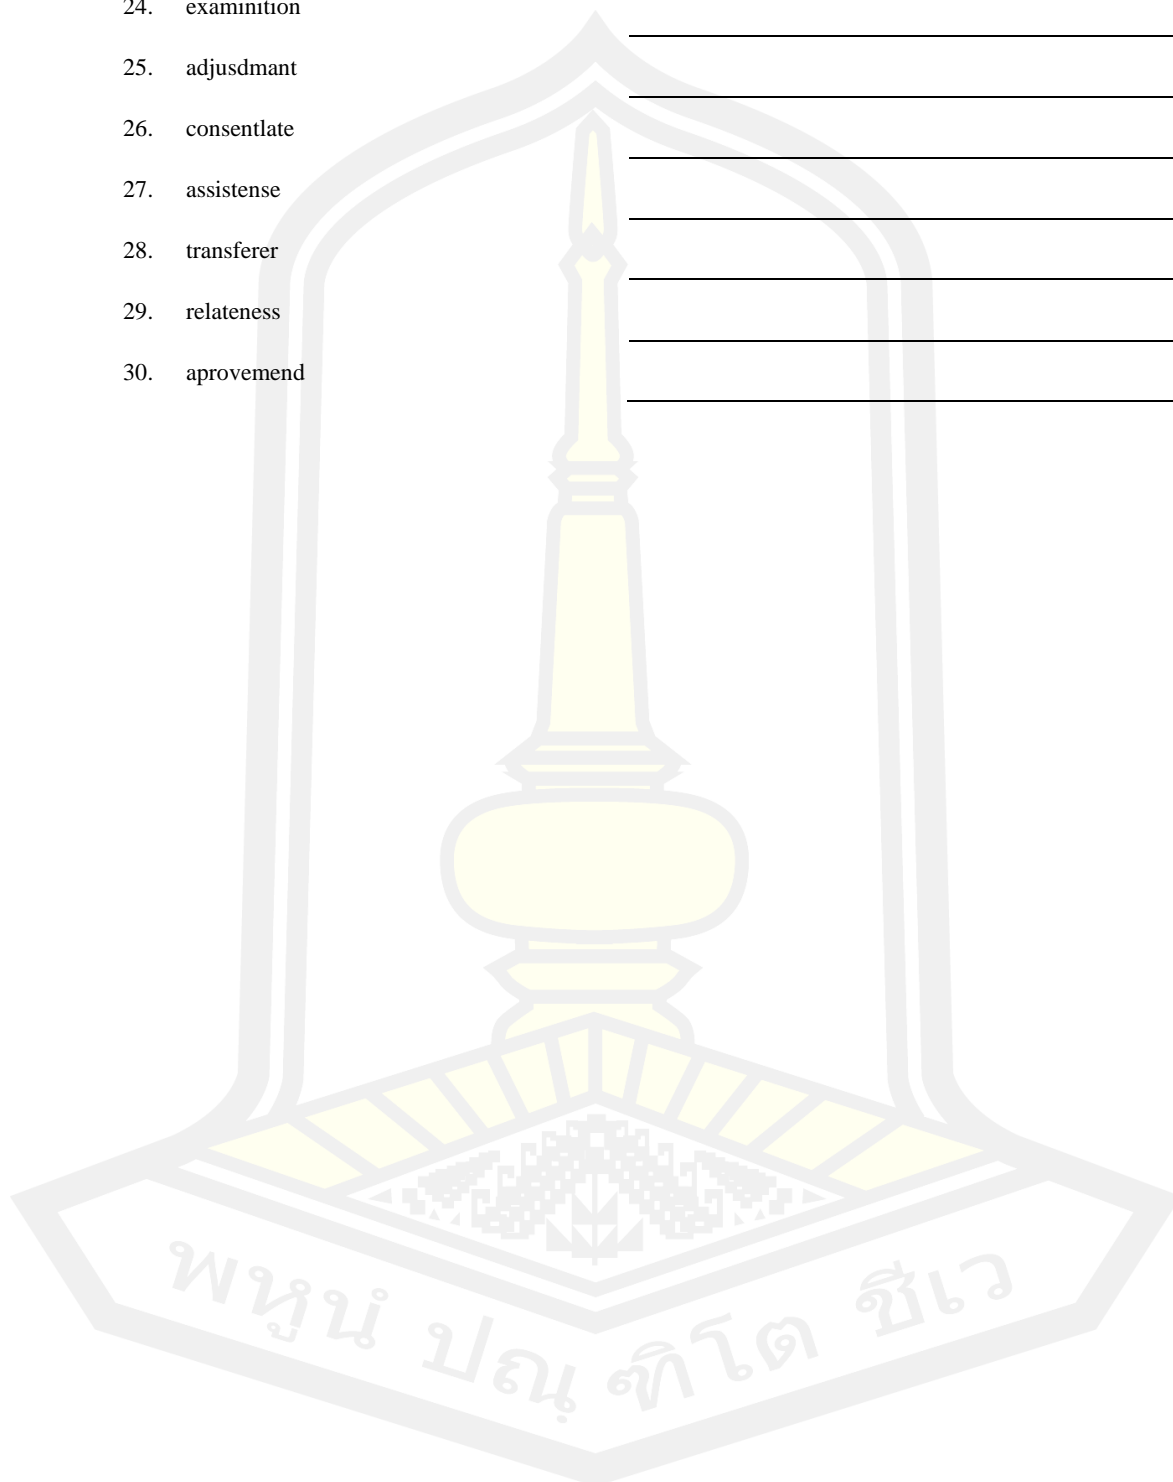 24. examinition
25. adjusdmant
26. consentlate
27. assistense
28. transferer
29. relateness
30. aprovemend
พหูนํ ปณฺฑิโต ชีเว